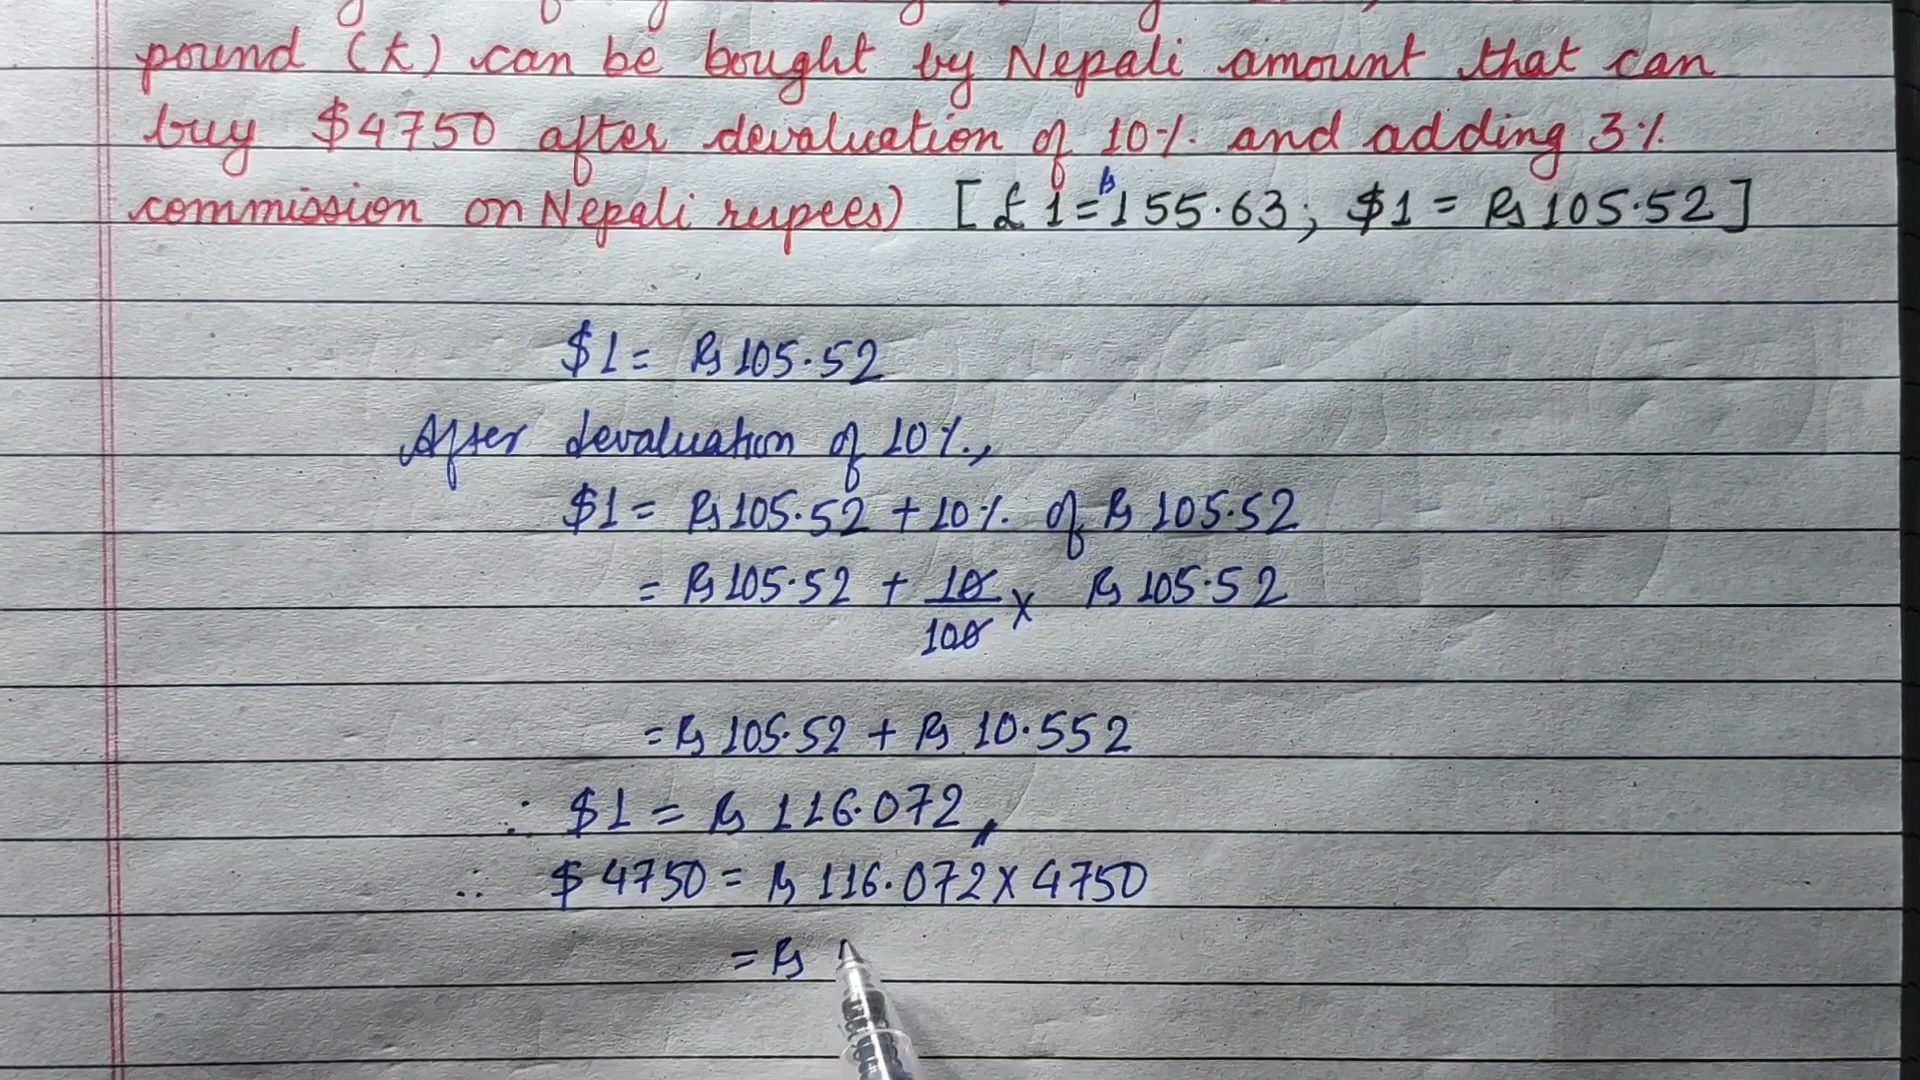 pound (£) can be bought by Nepali amount that can
buy $4750 after devaluation of 10%. and adding 3%
commission on Nepali rupees) [£ 1 = Rs 155.63; $1 = Rs 105.52]
$1 = Rs 105.52
After devaluation of 10%,
$1 = Rs 105.52 + 10% of Rs 105.52
= Rs 105.52 + 10/100 × Rs 105.52
= Rs 105.52 + Rs 10.552
∴ $1 = Rs 116.072
∴ $4750 = Rs 116.072 × 4750
= Rs